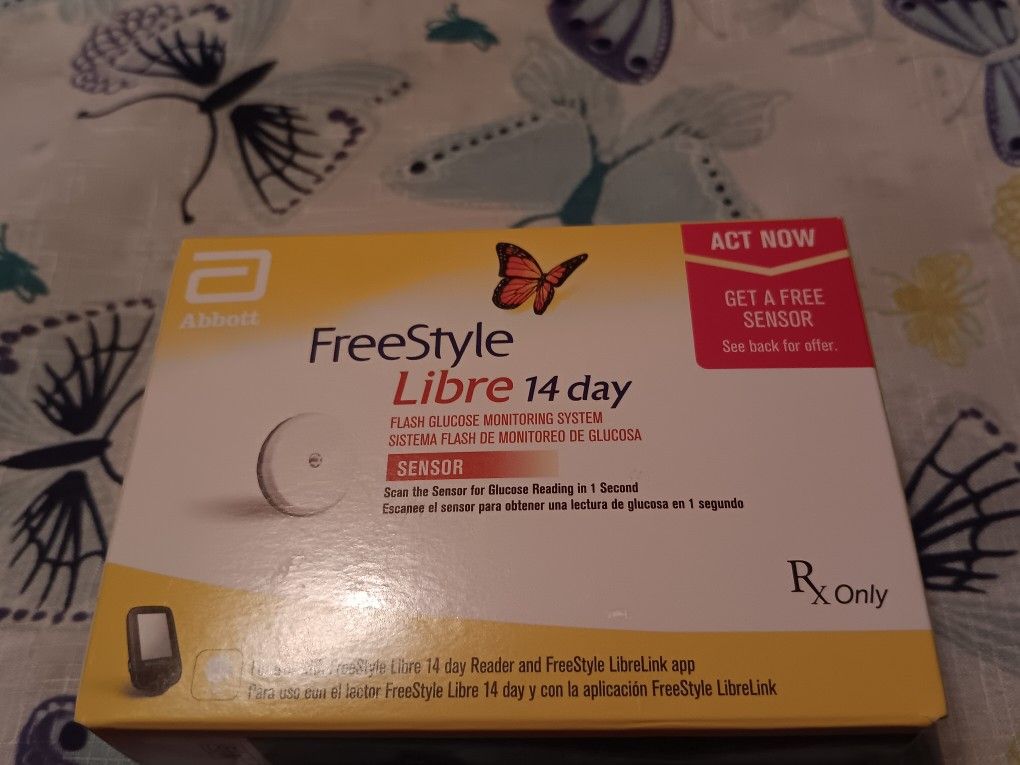 Abbott
FreeStyle
Libre 14 day
FLASH GLUCOSE MONITORING SYSTEM
SISTEMA FLASH DE MONITOREO DE GLUCOSA
SENSOR
Scan the Sensor for Glucose Reading in 1 Second
Escanee el sensor para obtener una lectura de glucosa en 1 segundo
ACT NOW
GET A FREE
SENSOR
See back for offer.
Rx Only
FreeStyle Libre 14 day Reader and FreeStyle LibreLink app
Para uso con el lector FreeStyle Libre 14 day y con la aplicación FreeStyle LibreLink